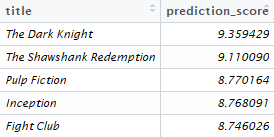 title prediction_score
The Dark Knight 9.359429
The Shawshank Redemption 9.110090
Pulp Fiction 8.770164
Inception 8.768091
Fight Club 8.746026